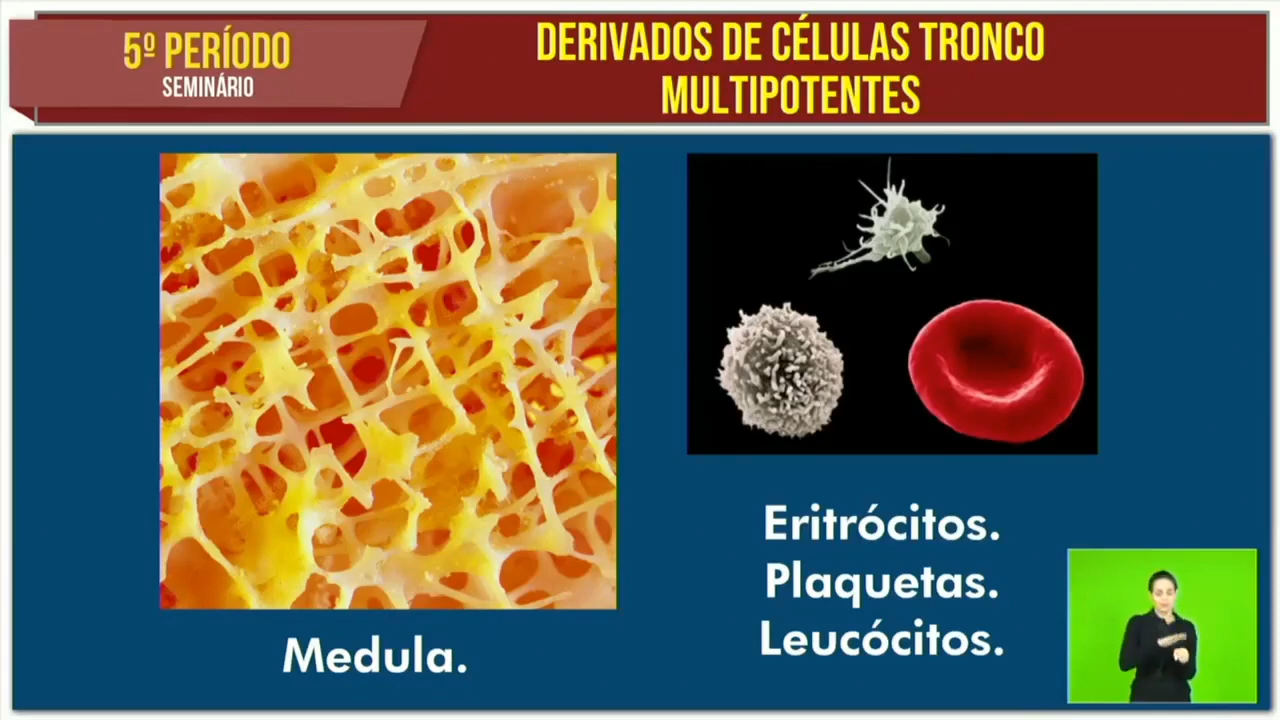 5º PERÍODO
SEMINÁRIO
DERIVADOS DE CÉLULAS TRONCO
MULTIPOTENTES
Medula.
Eritrócitos.
Plaquetas.
Leucócitos.